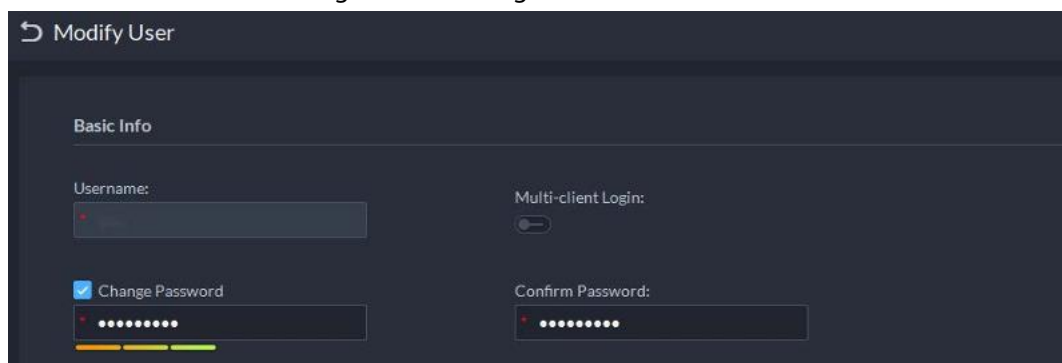 Modify User
Basic Info
Username:
Multi-client Login:
*
Change Password
Confirm Password:
* •••••••••
* •••••••••